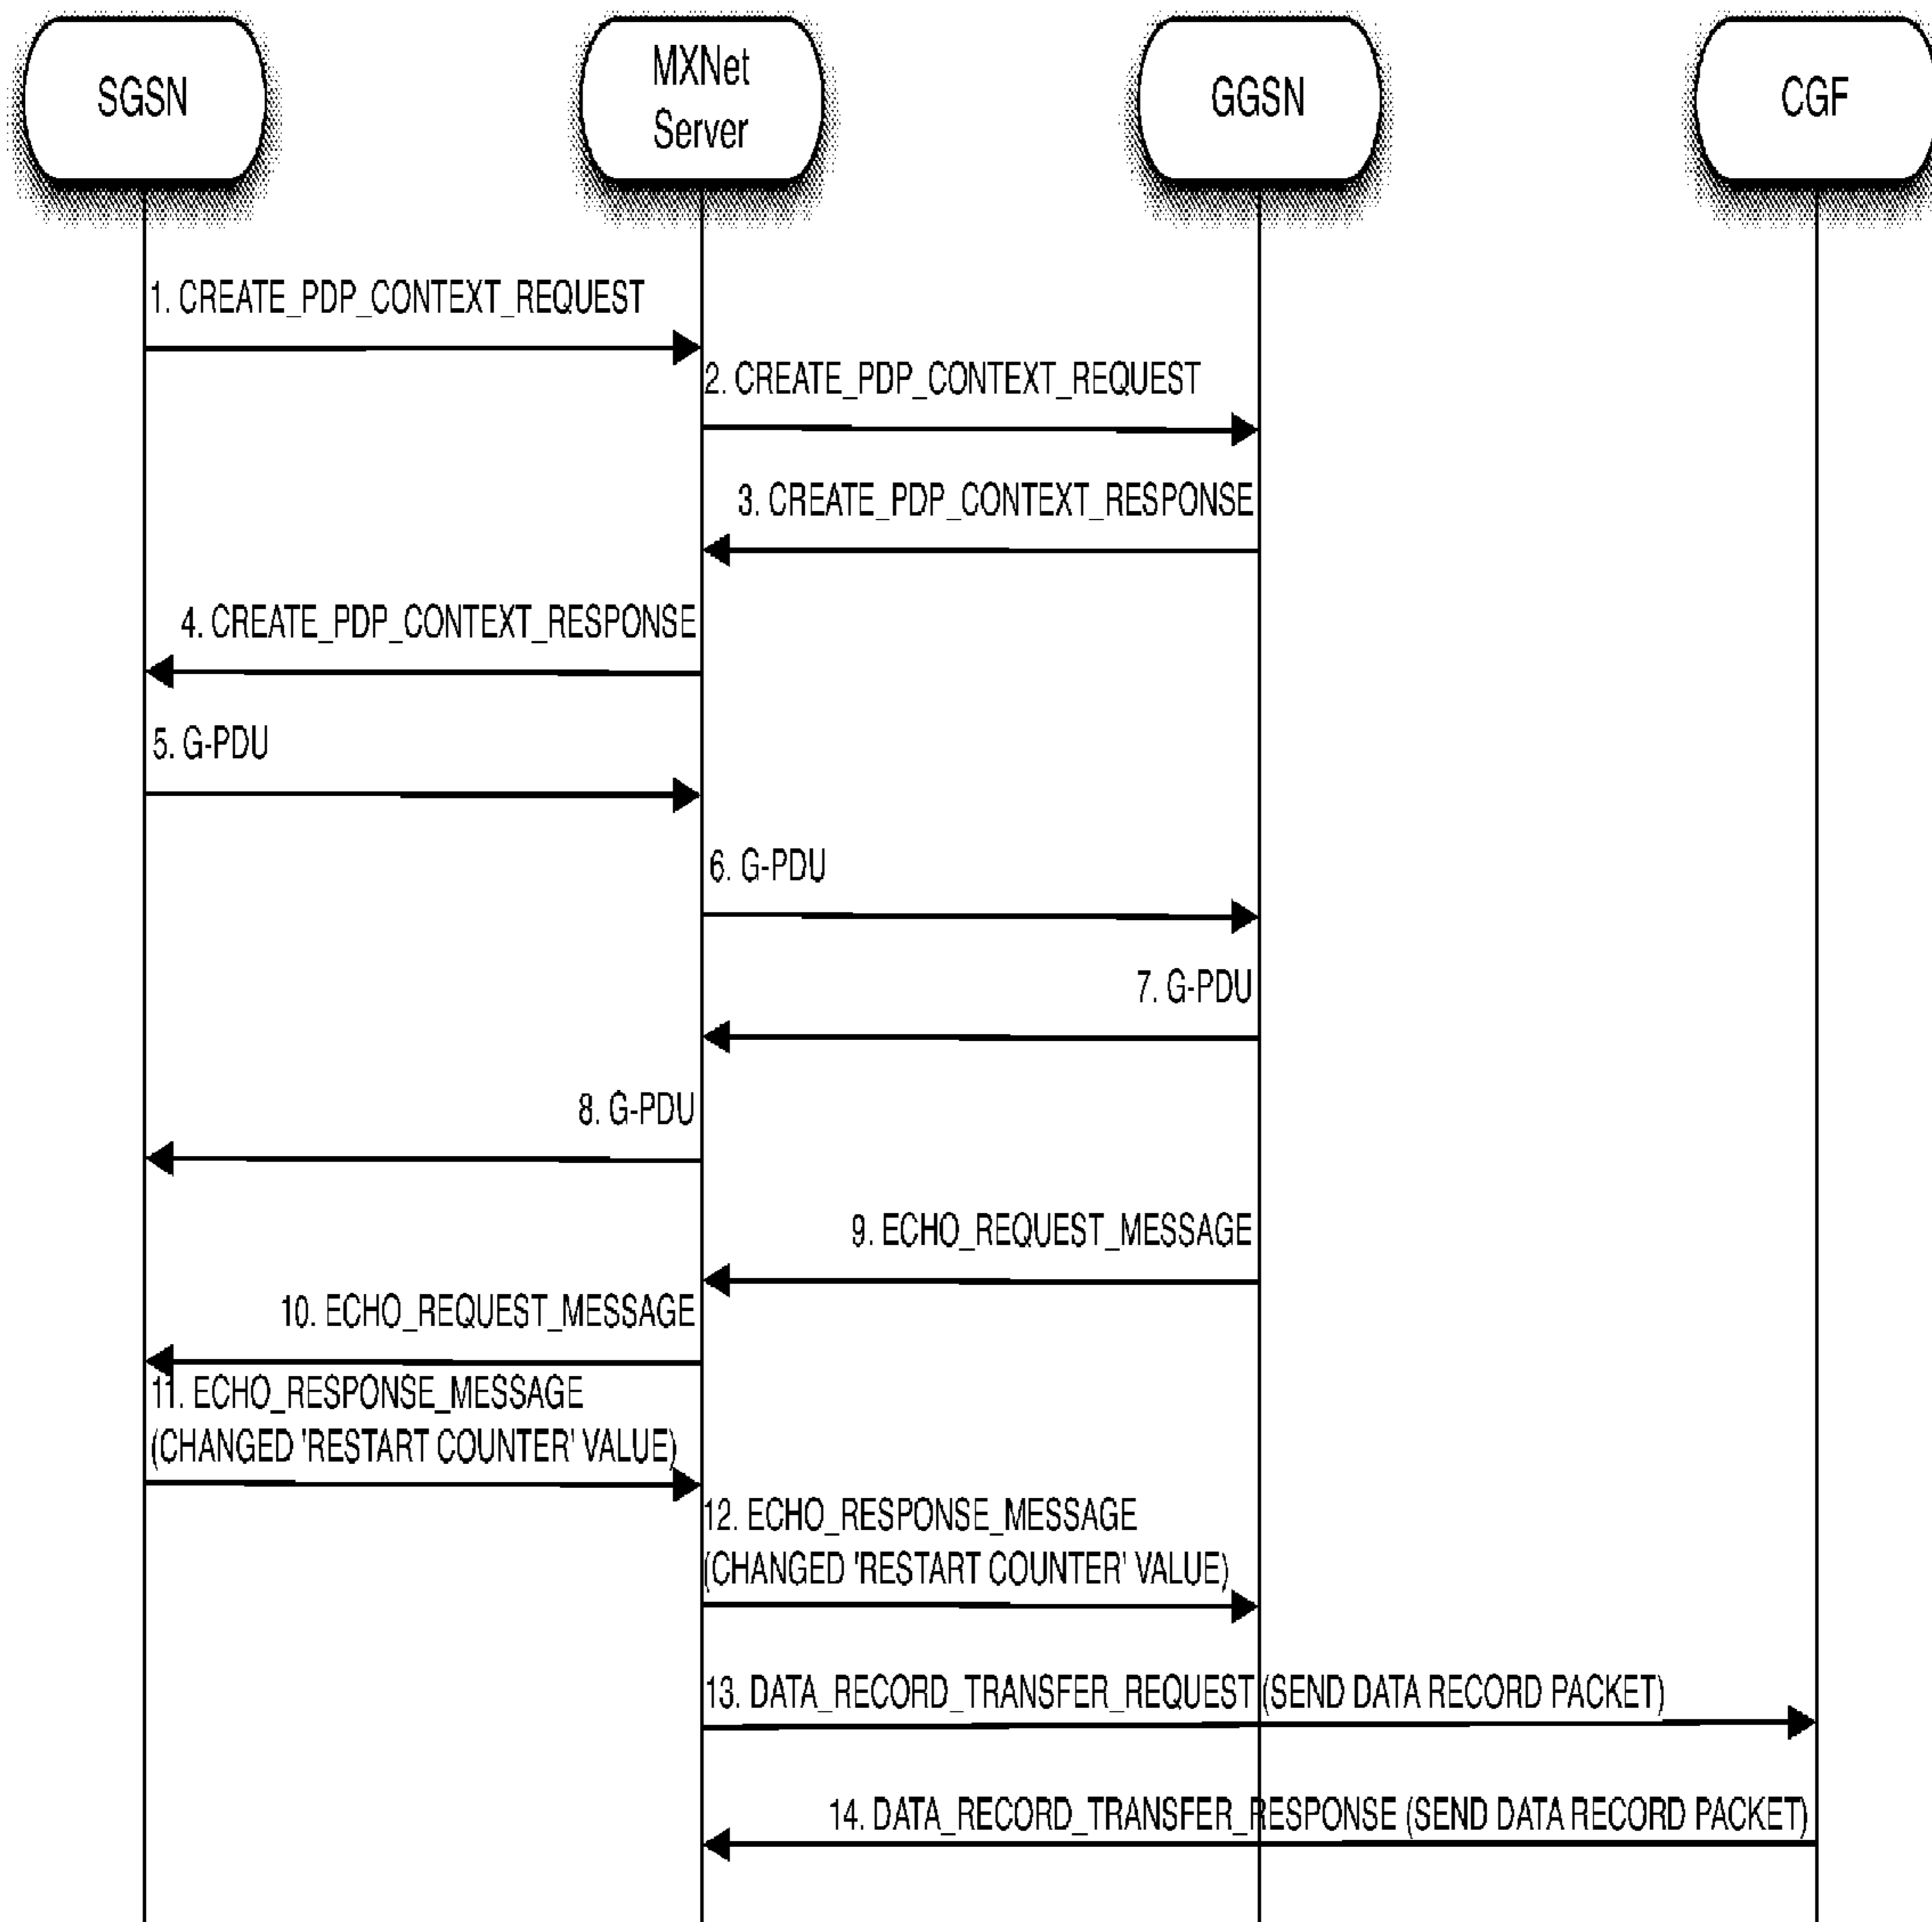 SGSN
MXNet
Server
GGSN
CGF
1. CREATE_PDP_CONTEXT_REQUEST
2. CREATE_PDP_CONTEXT_REQUEST
3. CREATE_PDP_CONTEXT_RESPONSE
4. CREATE_PDP_CONTEXT_RESPONSE
5. G-PDU
6. G-PDU
7. G-PDU
8. G-PDU
9. ECHO_REQUEST_MESSAGE
10. ECHO_REQUEST_MESSAGE
11. ECHO_RESPONSE_MESSAGE
(CHANGED 'RESTART COUNTER' VALUE)
12. ECHO_RESPONSE_MESSAGE
(CHANGED 'RESTART COUNTER' VALUE)
13. DATA_RECORD_TRANSFER_REQUEST (SEND DATA RECORD PACKET)
14. DATA_RECORD_TRANSFER_RESPONSE (SEND DATA RECORD PACKET)